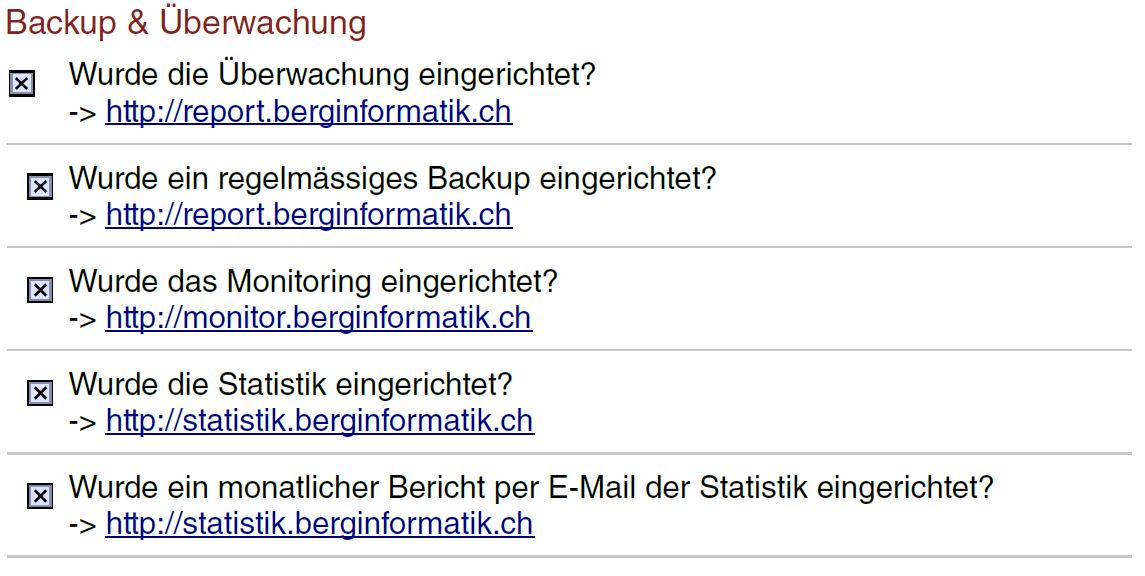 Backup & Überwachung
Wurde die Überwachung eingerichtet?
-> http://report.berginformatik.ch
Wurde ein regelmässiges Backup eingerichtet?
-> http://report.berginformatik.ch
Wurde das Monitoring eingerichtet?
-> http://monitor.berginformatik.ch
Wurde die Statistik eingerichtet?
-> http://statistik.berginformatik.ch
Wurde ein monatlicher Bericht per E-Mail der Statistik eingerichtet?
-> http://statistik.berginformatik.ch